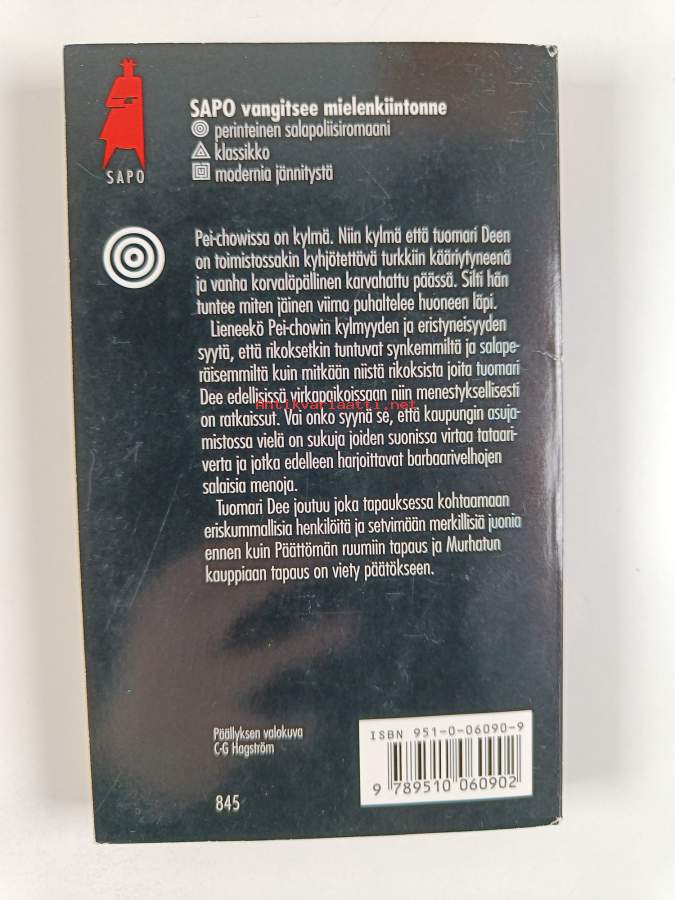 SAPO vangitsee mielenkiintonne
perinteinen salapoliisiromaani
klassikko
modernia jännitystä
SAPO
Pei-chowissa on kylmä. Niin kylmä että tuomari Deen
on toimistossakin kyhjötettävä turkkiin kääriytyneenä
ja vanha korvaläpällinen karvahattu päässä. Silti hän
tuntee miten jäinen viima puhaltelee huoneen läpi.
Lieneekö Pei-chowin kylmyyden ja eristyneisyyden
syytä, että rikoksetkin tuntuvat synkemmiltä ja salape-
räisemmiltä kuin mitkään niistä rikoksista joita tuomari
Dee edellisissä virkapaikoissaan niin menestyksellisesti
on ratkaissut. Vai onko syynä se, että kaupungin asuja-
mistossa vielä on sukuja joiden suonissa virtaa tataari-
verta ja jotka edelleen harjoittavat barbaarivelhojen
salaisia menoja.
Tuomari Dee joutuu joka tapauksessa kohtaamaan
eriskummallisia henkilöitä ja setvimään merkillisiä juonia
ennen kuin Päättömän ruumiin tapaus ja Murhatun
kauppiaan tapaus on viety päätökseen.
Antikvariaatti.net
Päällyksen valokuva
C-G Hagström
845
ISBN 951-0-06090-9
9 789510 060902